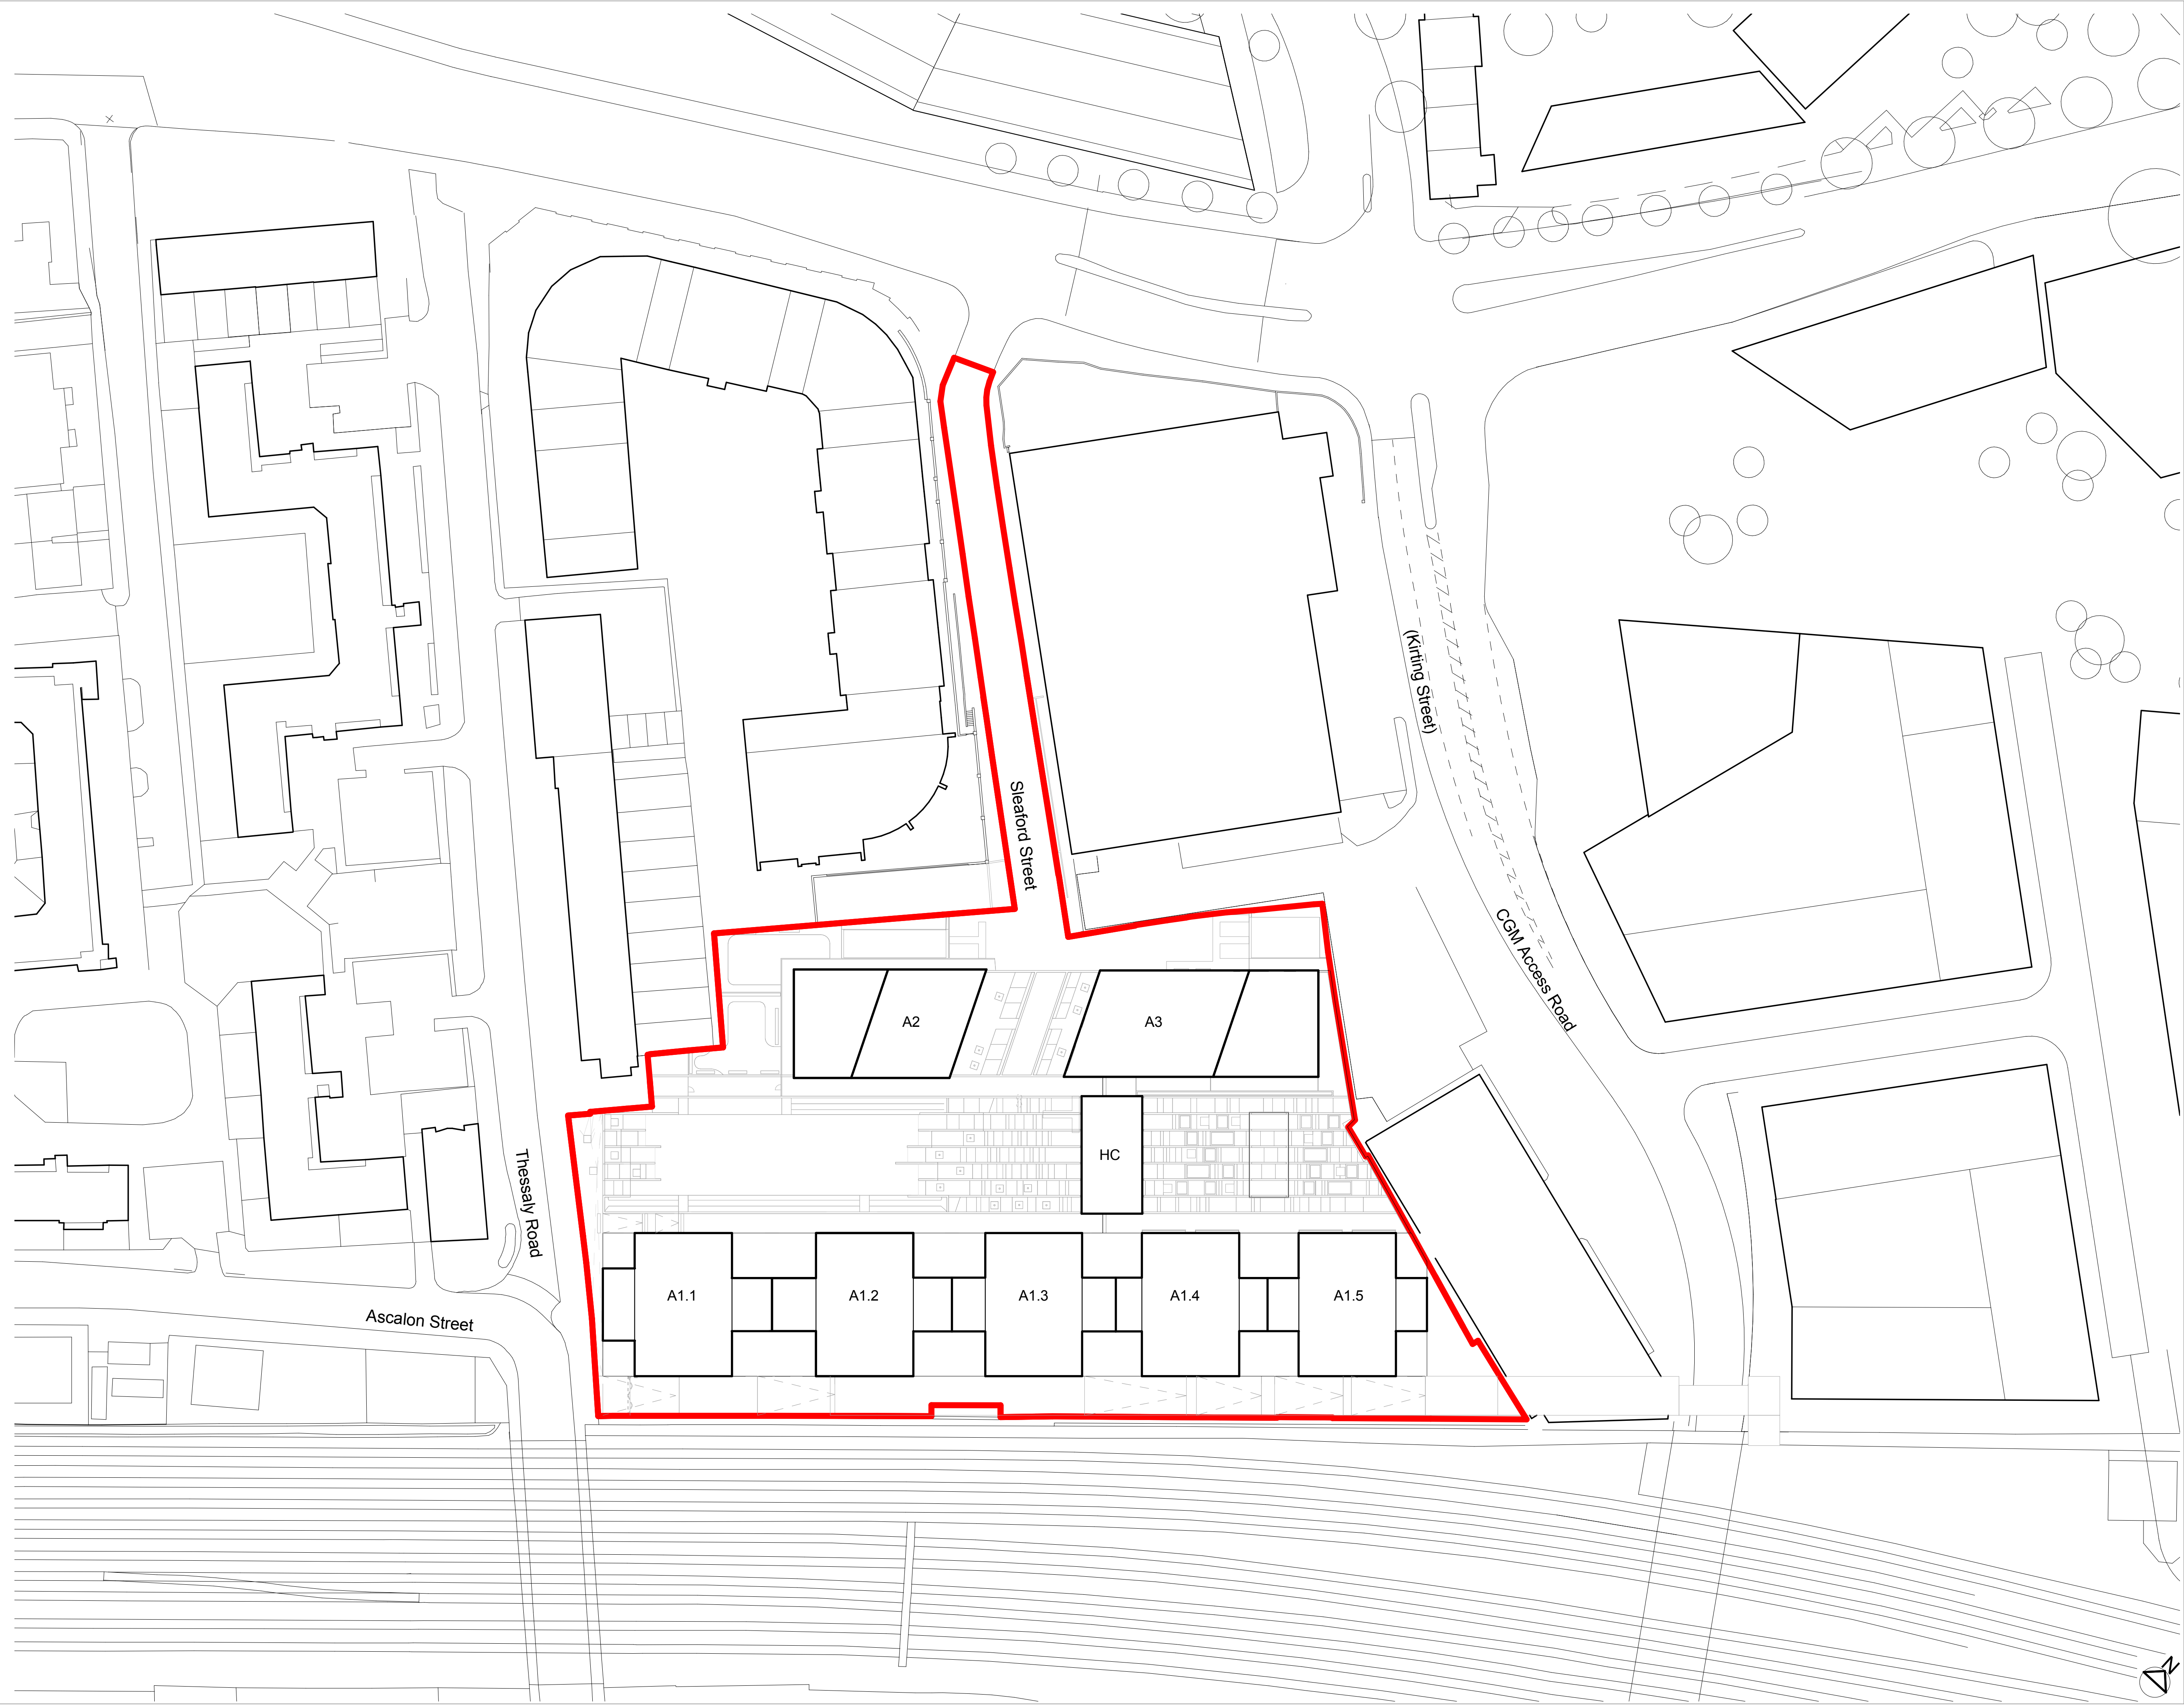 (Kirting Street)
Sleaford Street
CGM Access Road
A2
A3
HC
Thessaly Road
A1.1
A1.2
A1.3
A1.4
A1.5
Ascalon Street
N